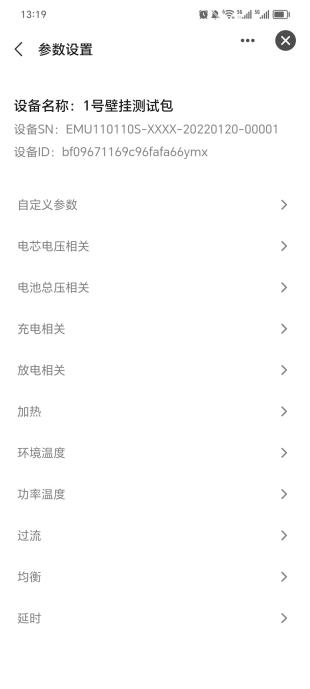 13:19
参数设置
设备名称：1号壁挂测试包
设备SN：EMU110110S-XXXX-20220120-00001
设备ID：bf09671169c96fafa66ymx
自定义参数
电芯电压相关
电池总压相关
充电相关
放电相关
加热
环境温度
功率温度
过流
均衡
延时